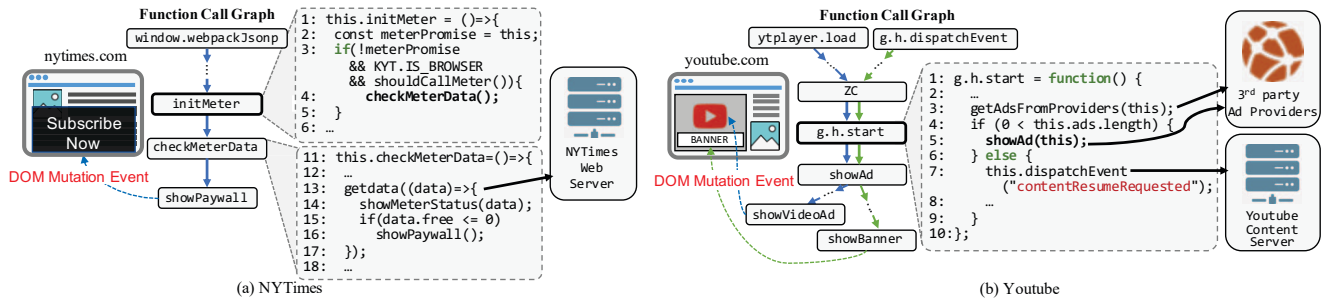 Function Call Graph
window.webpackJsonp
nytimes.com
initMeter
Subscribe
Now
checkMeterData
DOM Mutation Event
showPaywall
1: this.initMeter = ()=>{
2: const meterPromise = this;
3: if(!meterPromise
&& KYT.IS_BROWSER
&& shouldCallMeter()){
4: checkMeterData();
5: }
6: …
11: this.checkMeterData=()=>{
12: …
13: getdata((data)=>{
14: showMeterStatus(data);
15: if(data.free <= 0)
16: showPaywall();
17: });
18: …
NYTimes
Web
Server
(a) NYTimes
Function Call Graph
ytplayer.load
g.h.dispatchEvent
youtube.com
ZC
BANNER
g.h.start
DOM Mutation Event
showAd
showVideoAd
showBanner
1: g.h.start = function() {
2: …
3: getAdsFromProviders(this);
4: if (0 < this.ads.length) {
5: showAd(this);
6: } else {
7: this.dispatchEvent
("contentResumeRequested");
8: …
9: }
10:};
3rd party
Ad Providers
Youtube
Content
Server
(b) Youtube